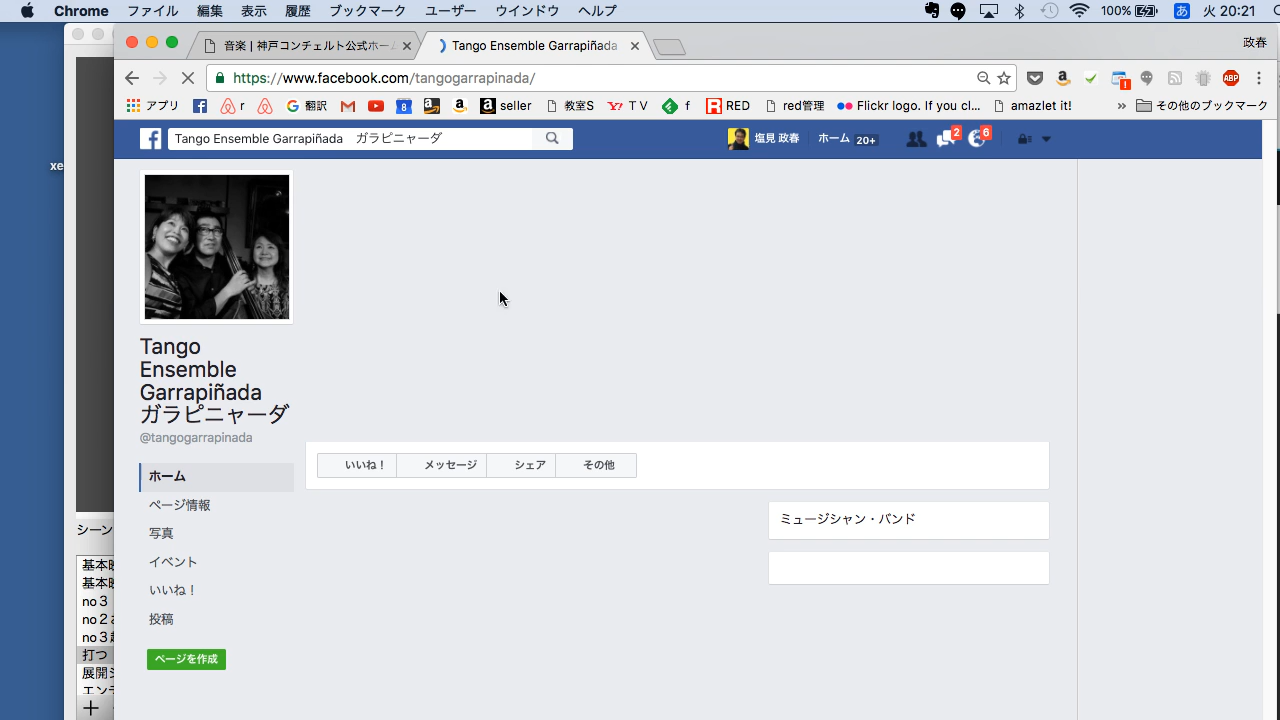 Chrome ファイル 編集 表示 履歴 ブックマーク ユーザー ウインドウ ヘルプ 100% あ 火 20:21
音楽 | 神戸コンチェルト公式ホー Tango Ensemble Garrapiñada 政春
https://www.facebook.com/tangogarrapinada/
アプリ r 翻訳 8 seller 教室S TV f RED red管理 Flickr logo. If you cl... amazlet it! » その他のブックマーク
Tango Ensemble Garrapiñada ガラピニャーダ 塩見 政春 ホーム 20+ 2 6
xe
Tango
Ensemble
Garrapiñada
ガラピニャーダ
@tangogarrapinada
いいね！ メッセージ シェア その他
ホーム
ページ情報
ミュージシャン・バンド
写真
イベント
いいね！
投稿
ページを作成
シーン
基本
基本
no３
no２
no３
打つ
展開
エンデ